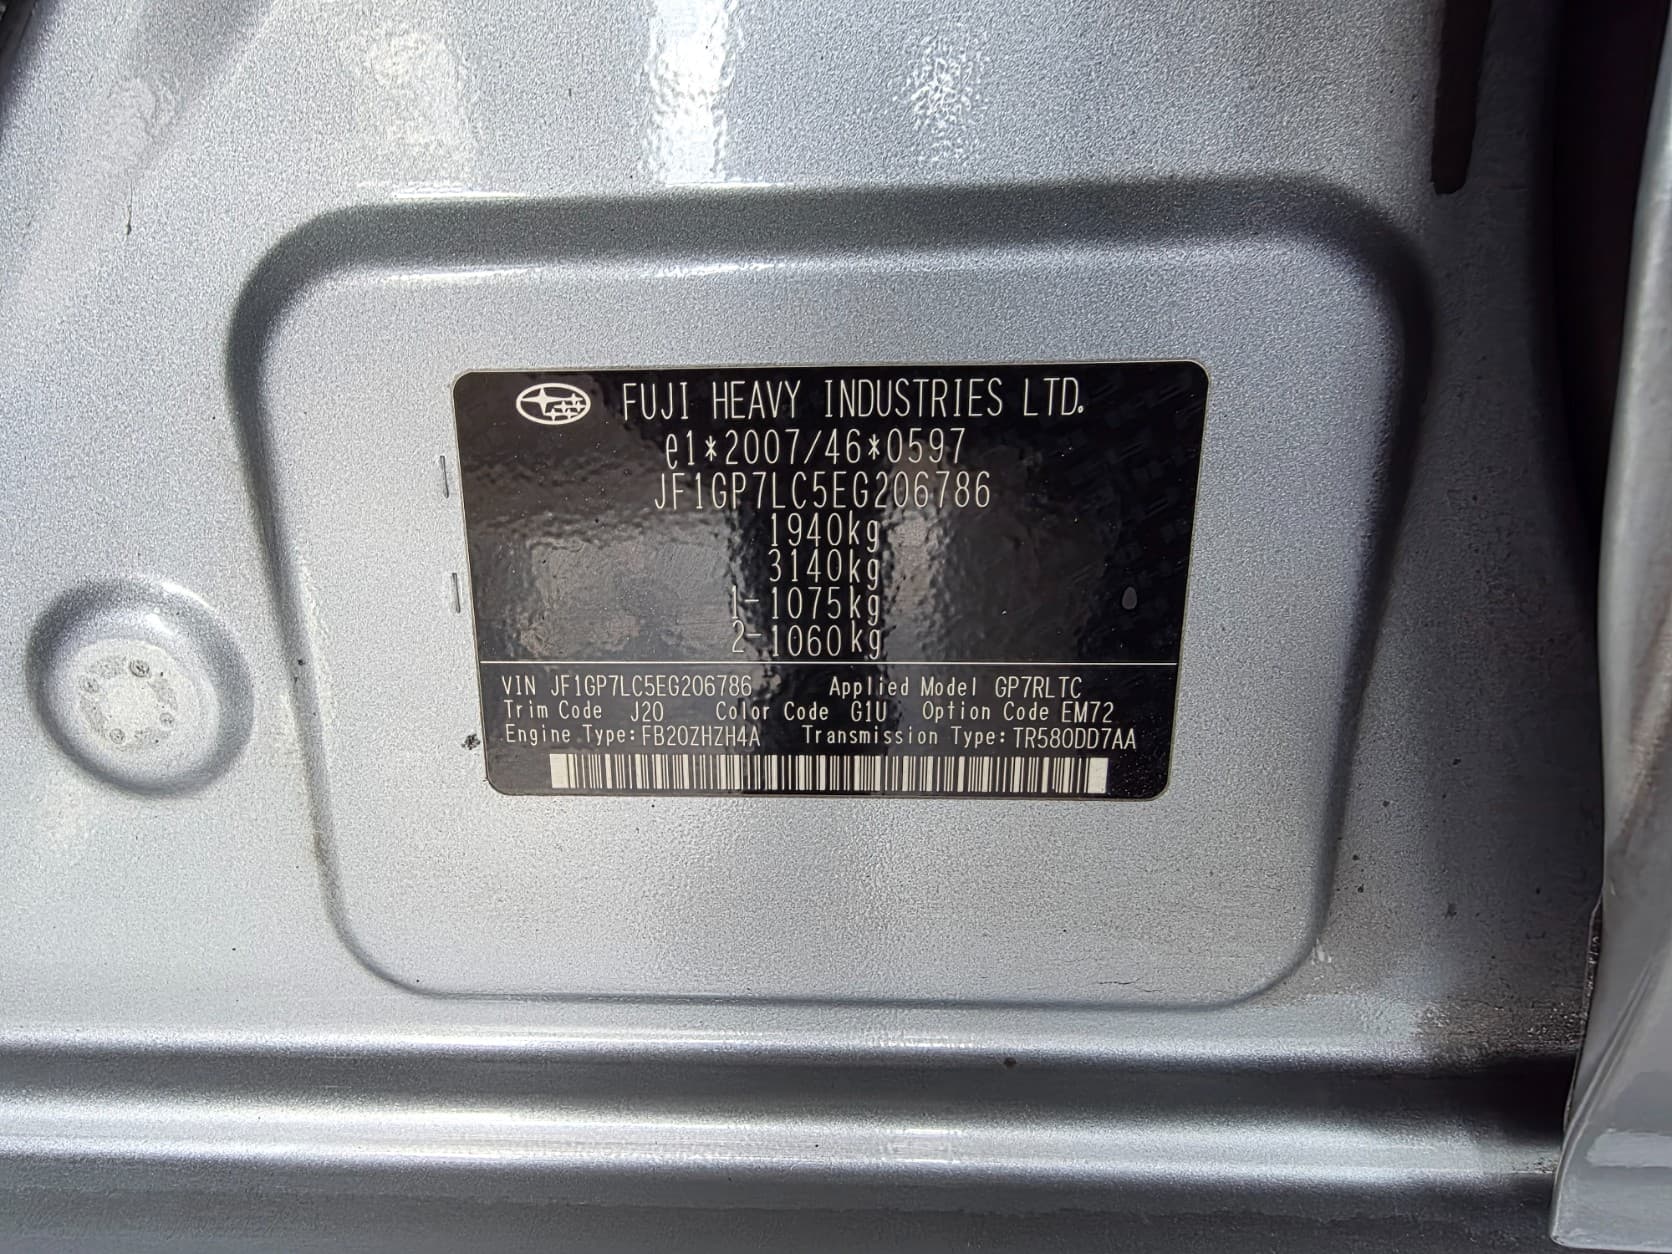 FUJI HEAVY INDUSTRIES LTD.
e1*2007/46*0597
JF1GP7LC5EG206786
1940kg
3140kg
1-1075kg
2-1060kg
VIN JF1GP7LC5EG206786 Applied Model GP7RLTC
Trim Code J20 Color Code G1U Option Code EM72
Engine Type:FB20ZHZH4A Transmission Type:TR580DD7AA